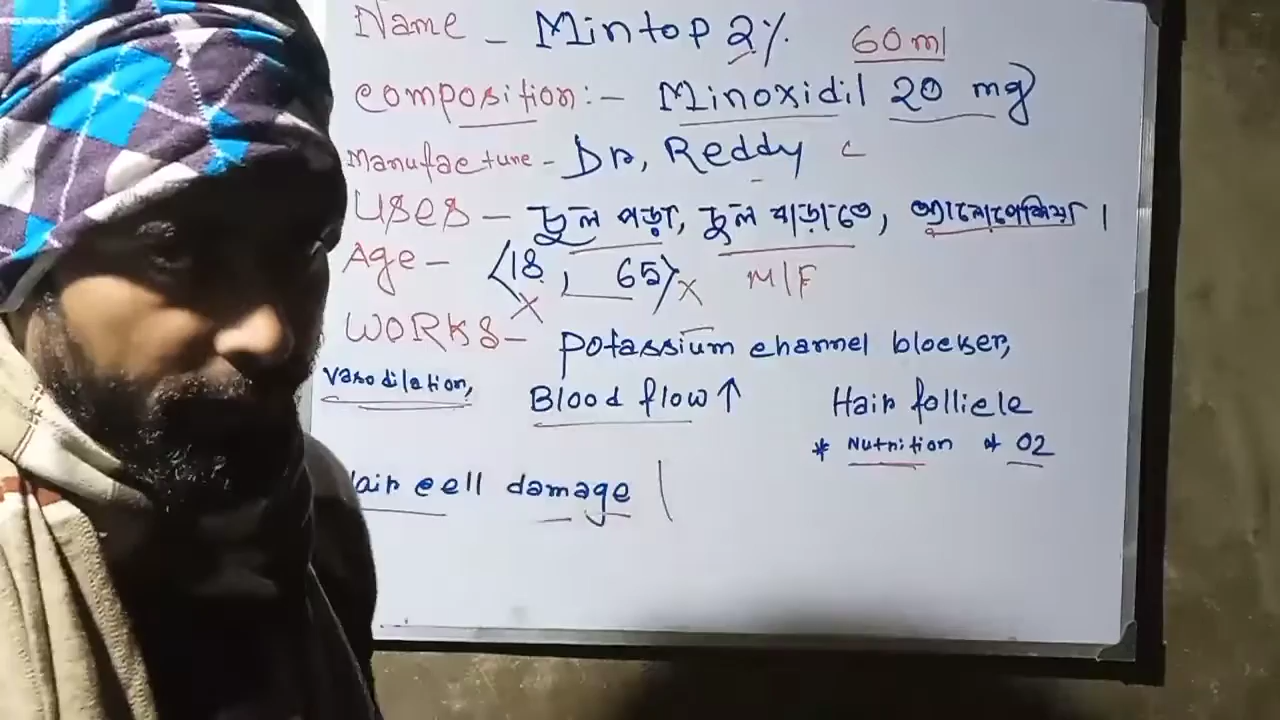 Name - Mintop 2% 60ml
composition:- Minoxidil 20 mg
Manufacture - Dr, Reddy
Uses - চুল পড়া, চুল বাড়াতে, অ্যালোপেকিয়া।
Age - <18, 65> M/F
WORKS - potassium channel blocker,
Vasodilation, Blood flow ↑ Hair follicle
* Nutrition * O2
Hair cell damage |